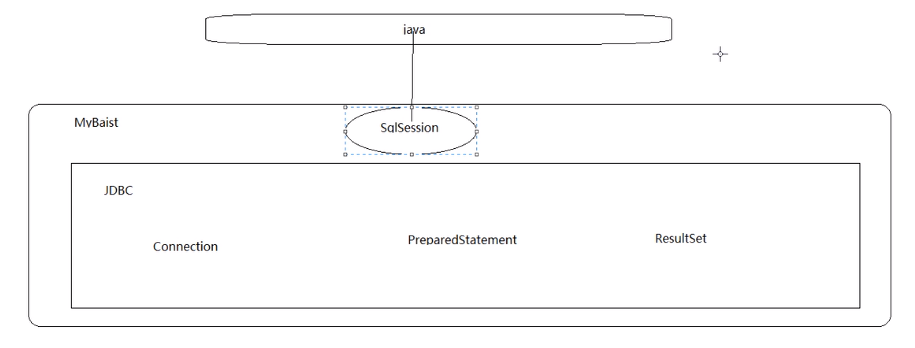 java
MyBaist
SqlSession
JDBC
Connection
PreparedStatement
ResultSet